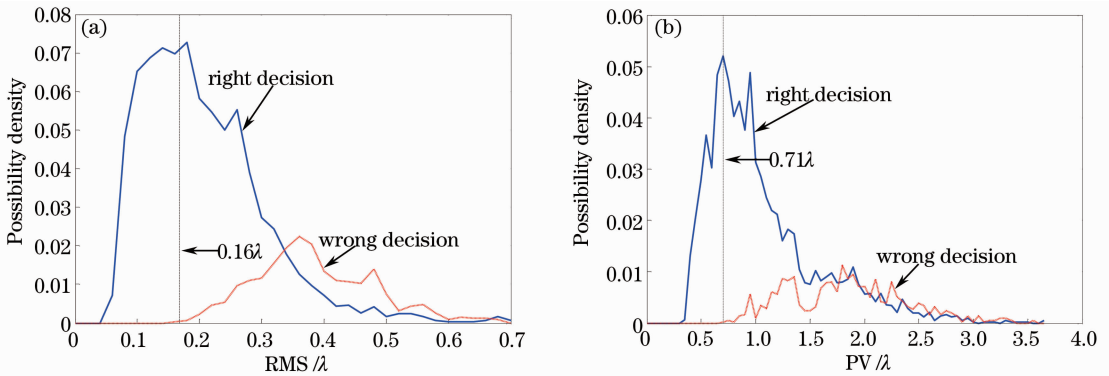 (a)
0.08
0.07
0.06
0.05
0.04
0.03
0.02
0.01
0
Possibility density
right decision
wrong decision
0.16λ
0.1
0.2
0.3
0.4
0.5
0.6
0.7
RMS /λ
(b)
0.06
0.05
0.04
0.03
0.02
0.01
0
Possibility density
right decision
0.71λ
wrong decision
0.5
1.0
1.5
2.0
2.5
3.0
3.5
4.0
PV /λ